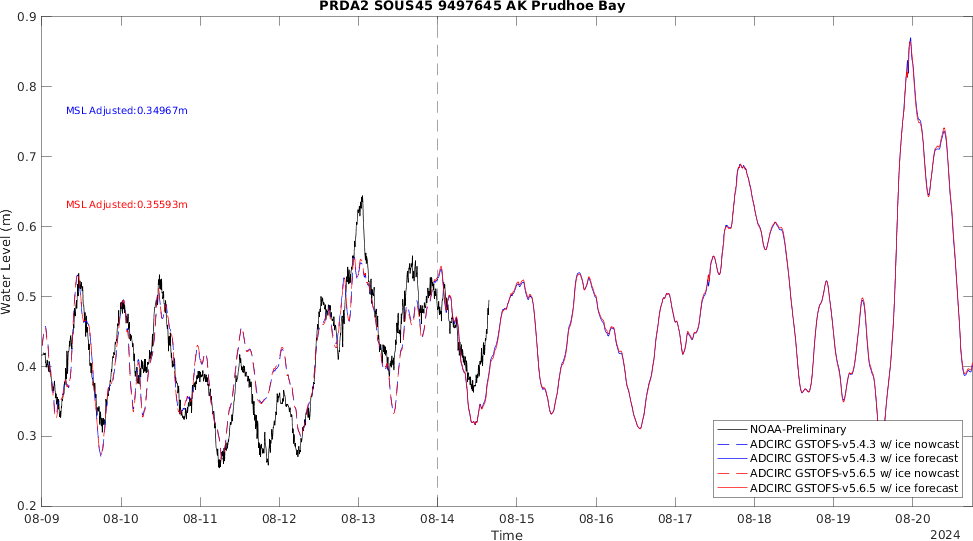 PRDA2 SOUS45 9497645 AK Prudhoe Bay
0.9
0.8
0.7
0.6
0.5
0.4
0.3
0.2
Water Level (m)
MSL Adjusted:0.34967m
MSL Adjusted:0.35593m
NOAA-Preliminary
ADCIRC GSTOFS-v5.4.3 w/ ice nowcast
ADCIRC GSTOFS-v5.4.3 w/ ice forecast
ADCIRC GSTOFS-v5.6.5 w/ ice nowcast
ADCIRC GSTOFS-v5.6.5 w/ ice forecast
08-09 08-10 08-11 08-12 08-13 08-14 08-15 08-16 08-17 08-18 08-19 08-20
Time
2024